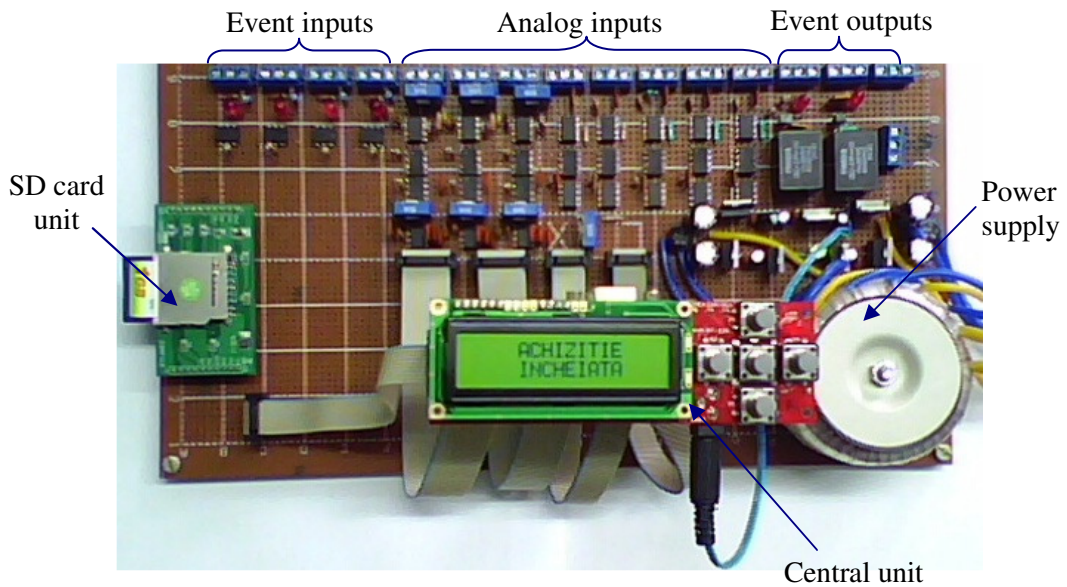 Event inputs
Analog inputs
Event outputs
SD card
unit
Power
supply
ACHIZITIE
INCHEIATA
Central unit